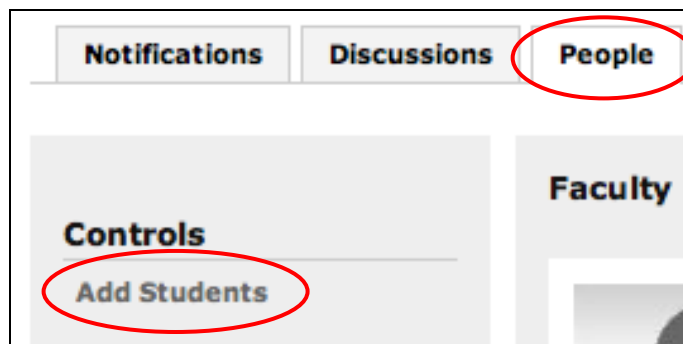 Notifications Discussions People
Faculty
Controls
Add Students